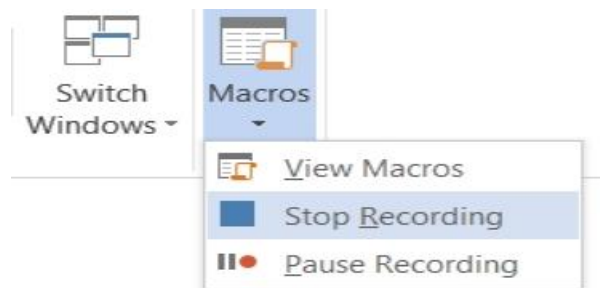 Switch
Windows
Macros
View Macros
Stop Recording
Pause Recording